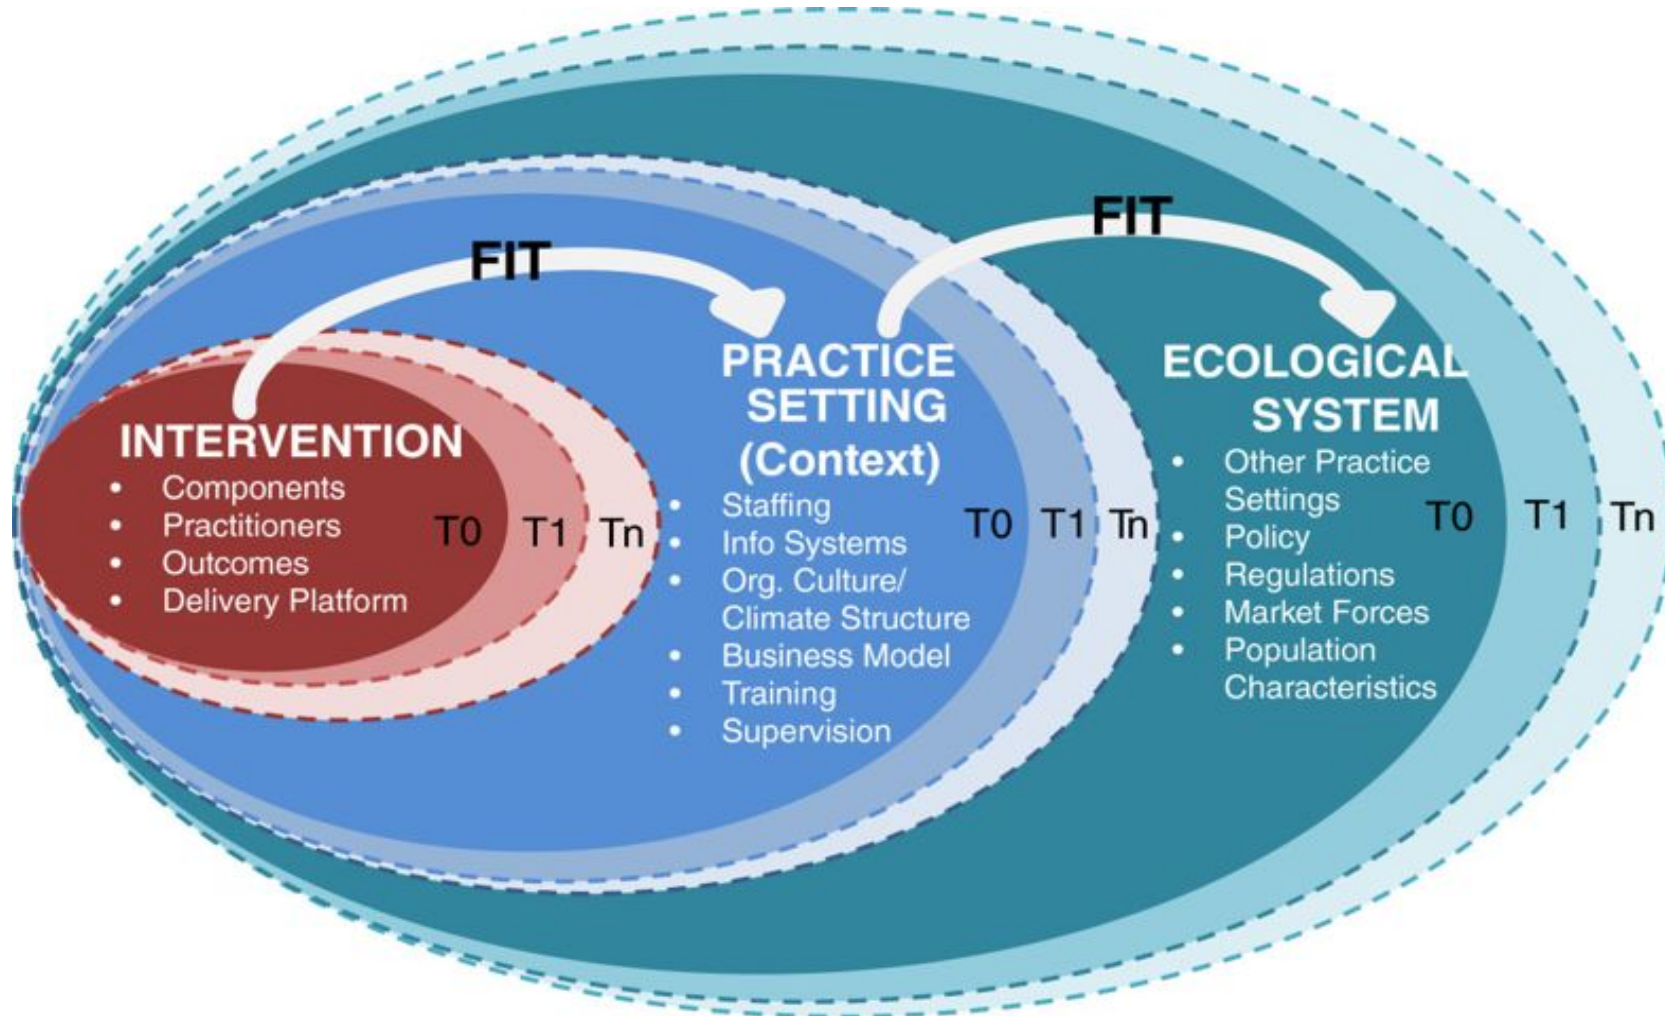 FIT
FIT
INTERVENTION
• Components
• Practitioners
• Outcomes
• Delivery Platform
T0
T1
Tn
PRACTICE
SETTING
(Context)
• Staffing
• Info Systems
• Org. Culture/
Climate Structure
• Business Model
• Training
• Supervision
T0
T1
Tn
ECOLOGICAL
SYSTEM
• Other Practice
Settings
• Policy
• Regulations
• Market Forces
• Population
Characteristics
T0
T1
Tn